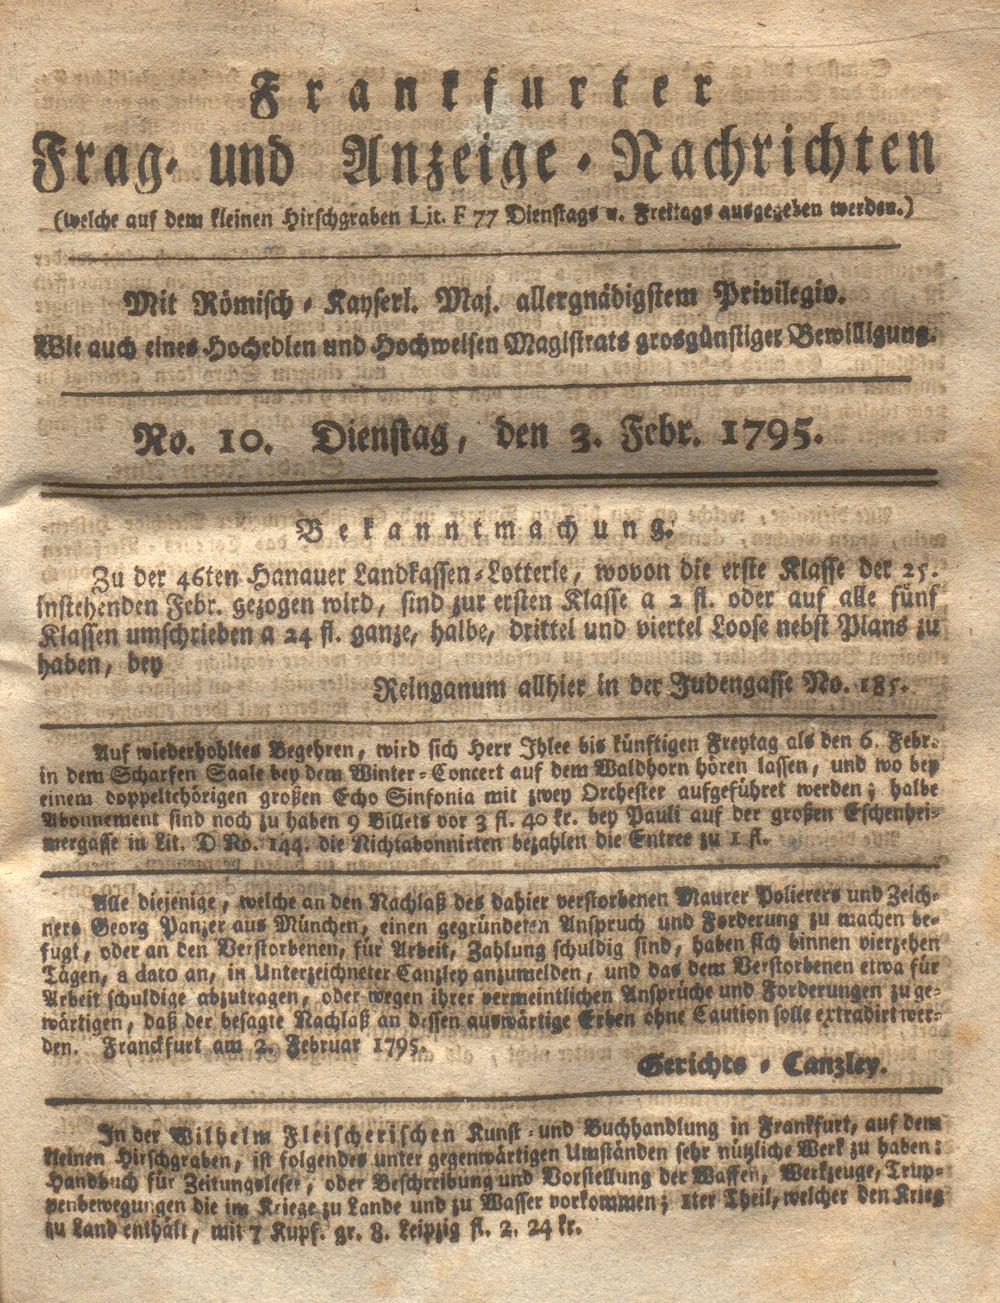 Frankfurter
Frag- und Anzeige-Nachrichten
(welche auf dem kleinen Hirschgraben Lit. F 77 Dienstags u. Freitags ausgegeben werden.)
Mit Römisch-Kayserl. Maj. allergnädigstem Privilegio.
Wie auch eines Hochedlen und Hochweisen Magistrats grosgünstiger Bewilligung.
No. 10. Dienstag, den 3. Febr. 1795.
Bekanntmachung.
Zu der 46ten Hanauer Landkassen-Lotterie, wovon die erste Klasse der 25.
instehenden Febr. gezogen wird, sind zur ersten Klasse a 2 fl. oder auf alle fünf
Klassen umschrieben a 24 fl. ganze, halbe, drittel und viertel Loose nebst Plans zu
haben, bey
Reinganum allhier in der Judengasse No. 185.
Auf wiederhohltes Begehren, wird sich Herr Ihlee bis künftigen Freytag als den 6. Febr.
in dem Scharfen Saale bey dem Winter-Concert auf dem Waldhorn hören lassen, und wo bey
einem doppeltchörigen großen Echo Sinfonia mit zwey Orchester aufgeführet werden; halbe
Abonnement sind noch zu haben 9 Billets vor 3 fl. 40 kr. bey Pauli auf der großen Eschenhei-
mergasse in Lit. D No. 144. die Nichtabonnirten bezahlen die Entree zu 1 fl.
Alle diejenige, welche an den Nachlaß des dahier verstorbenen Maurer Polierers und Zeich-
ners Georg Panzer aus München, einen gegründeten Anspruch und Forderung zu machen be-
fugt, oder an den Verstorbenen, für Arbeit, Zahlung schuldig sind, haben sich binnen vierzehen
Tagen, a dato an, in Unterzeichneter Canzley anzumelden, und das dem Verstorbenen etwa für
Arbeit schuldige abzutragen, oder wegen ihrer vermeintlichen Ansprüche und Forderungen zu ge-
wärtigen, daß der besagte Nachlaß an dessen auswärtige Erben ohne Caution solle extradirt wer-
den. Franckfurt am 2. Februar 1795.
Gerichts-Canzley.
In der Wilhelm Fleischerischen Kunst-und Buchhandlung in Frankfurt, auf dem
kleinen Hirschgraben, ist folgendes unter gegenwärtigen Umständen sehr nützliche Werk zu haben:
Handbuch für Zeitungsleser, oder Beschreibung und Vorstellung der Waffen, Werkzeuge, Trup-
penbewegungen die im Kriege zu Lande und zu Wasser vorkommen; 1ter Theil, welcher den Krieg
zu Land enthält, mit 7 Kupf. gr. 8. Leipzig fl. 2. 24 kr.